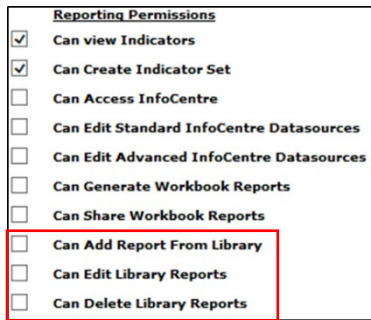 Reporting Permissions
Can view Indicators
Can Create Indicator Set
Can Access InfoCentre
Can Edit Standard InfoCentre Datasources
Can Edit Advanced InfoCentre Datasources
Can Generate Workbook Reports
Can Share Workbook Reports
Can Add Report From Library
Can Edit Library Reports
Can Delete Library Reports